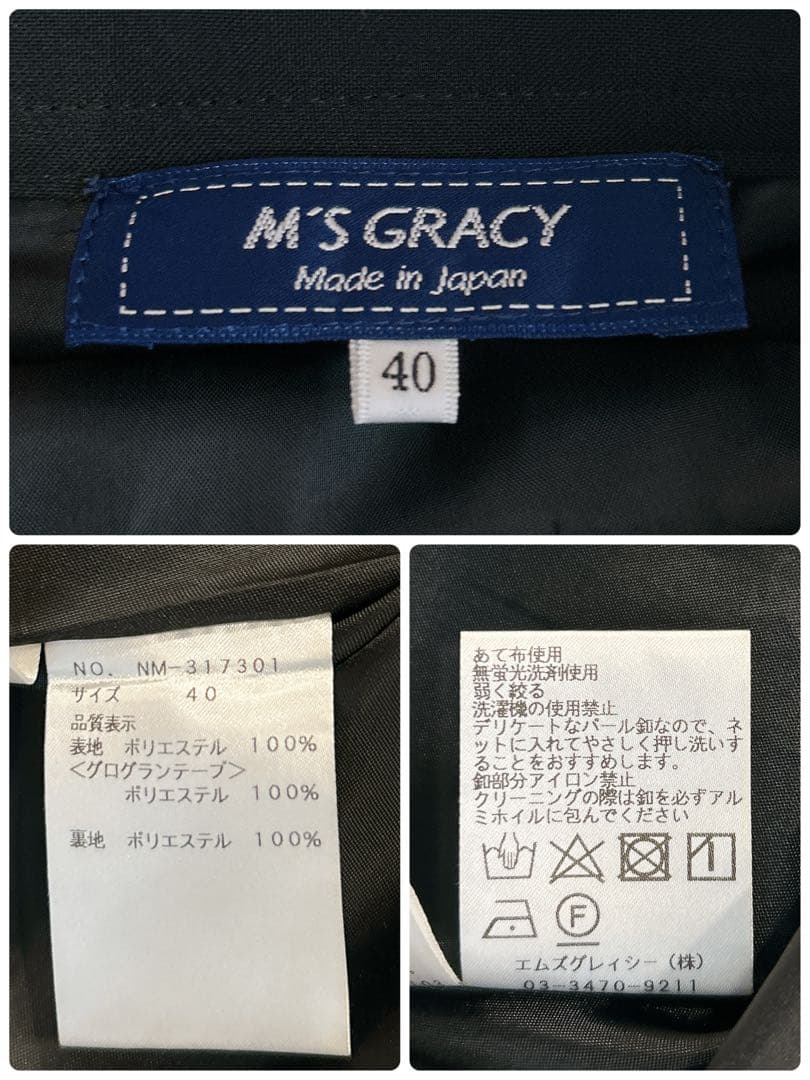 M'S GRACY
Made in Japan
40
NO. NM-317301
サイズ 40
品質表示
表地 ポリエステル 100%
<グログランテープ>
ポリエステル 100%
裏地 ポリエステル 100%
あて布使用
無蛍光洗剤使用
弱く絞る
洗濯機の使用禁止
デリケートなパール釦なので、ネ
ットに入れてやさしく押し洗いす
ることをおすすめします。
釦部分アイロン禁止
クリーニングの際は釦を必ずアル
ミホイルに包んでください
F
エムズグレイシー(株)
03-3470-9211